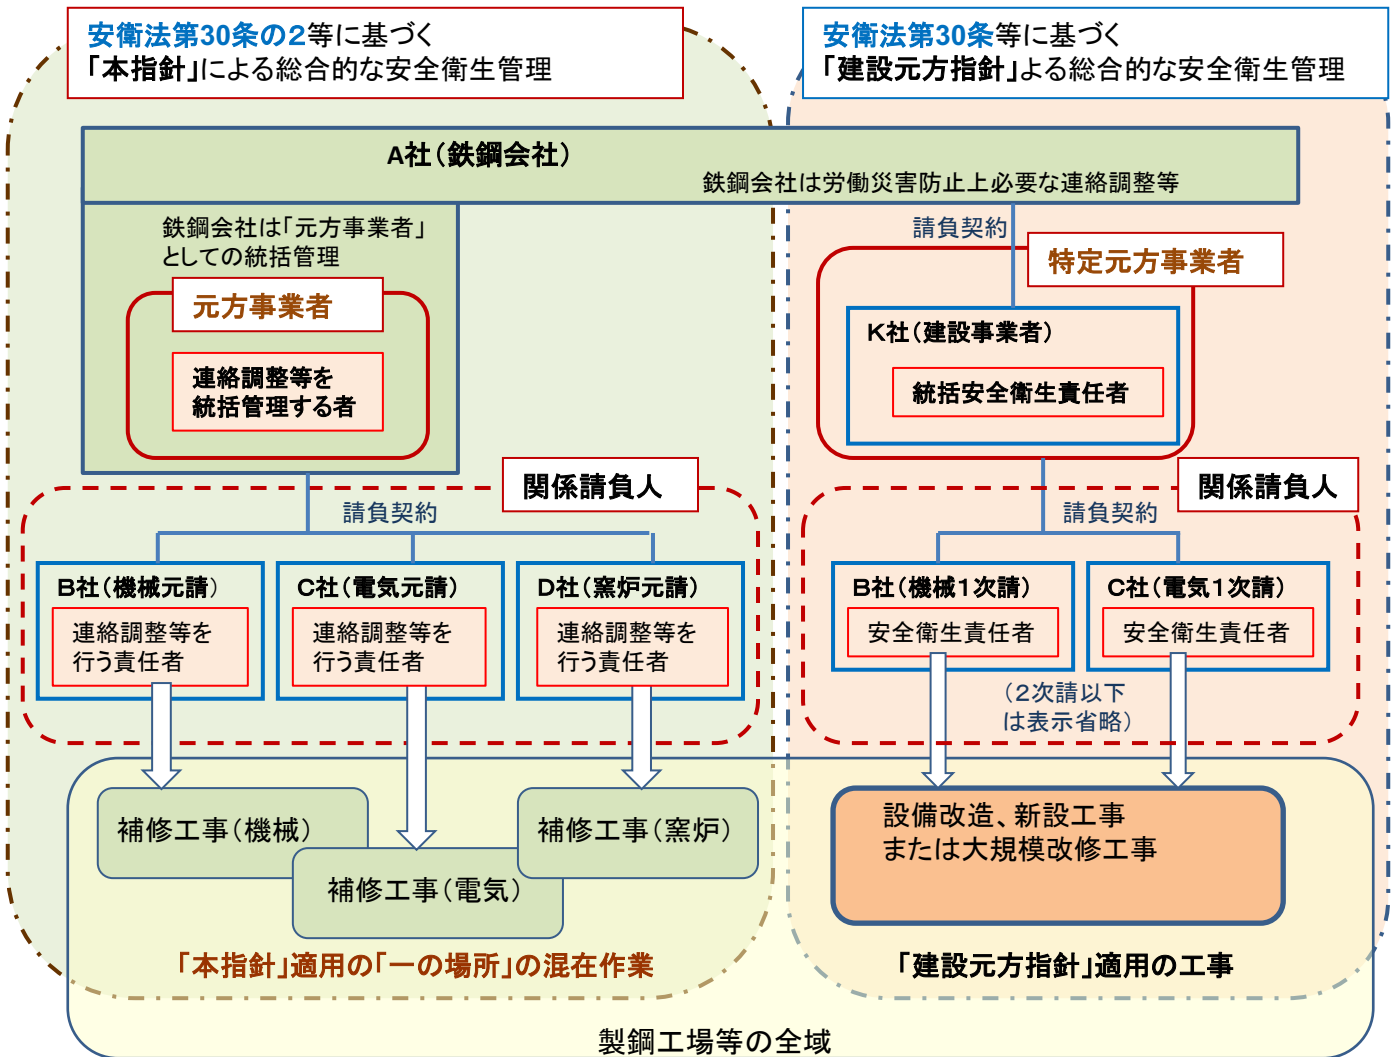 安衛法第30条の2等に基づく
「本指針」による総合的な安全衛生管理
安衛法第30条等に基づく
「建設元方指針」よる総合的な安全衛生管理
A社(鉄鋼会社)
鉄鋼会社は労働災害防止上必要な連絡調整等
鉄鋼会社は「元方事業者」
としての統括管理
元方事業者
連絡調整等を
統括管理する者
請負契約
特定元方事業者
K社(建設事業者)
統括安全衛生責任者
関係請負人
請負契約
B社(機械元請)
連絡調整等を
行う責任者
C社(電気元請)
連絡調整等を
行う責任者
D社(窯炉元請)
連絡調整等を
行う責任者
関係請負人
請負契約
B社(機械1次請)
安全衛生責任者
C社(電気1次請)
安全衛生責任者
(2次請以下
は表示省略)
補修工事(機械)
補修工事(電気)
補修工事(窯炉)
設備改造、新設工事
または大規模改修工事
「本指針」適用の「一の場所」の混在作業
「建設元方指針」適用の工事
製鋼工場等の全域